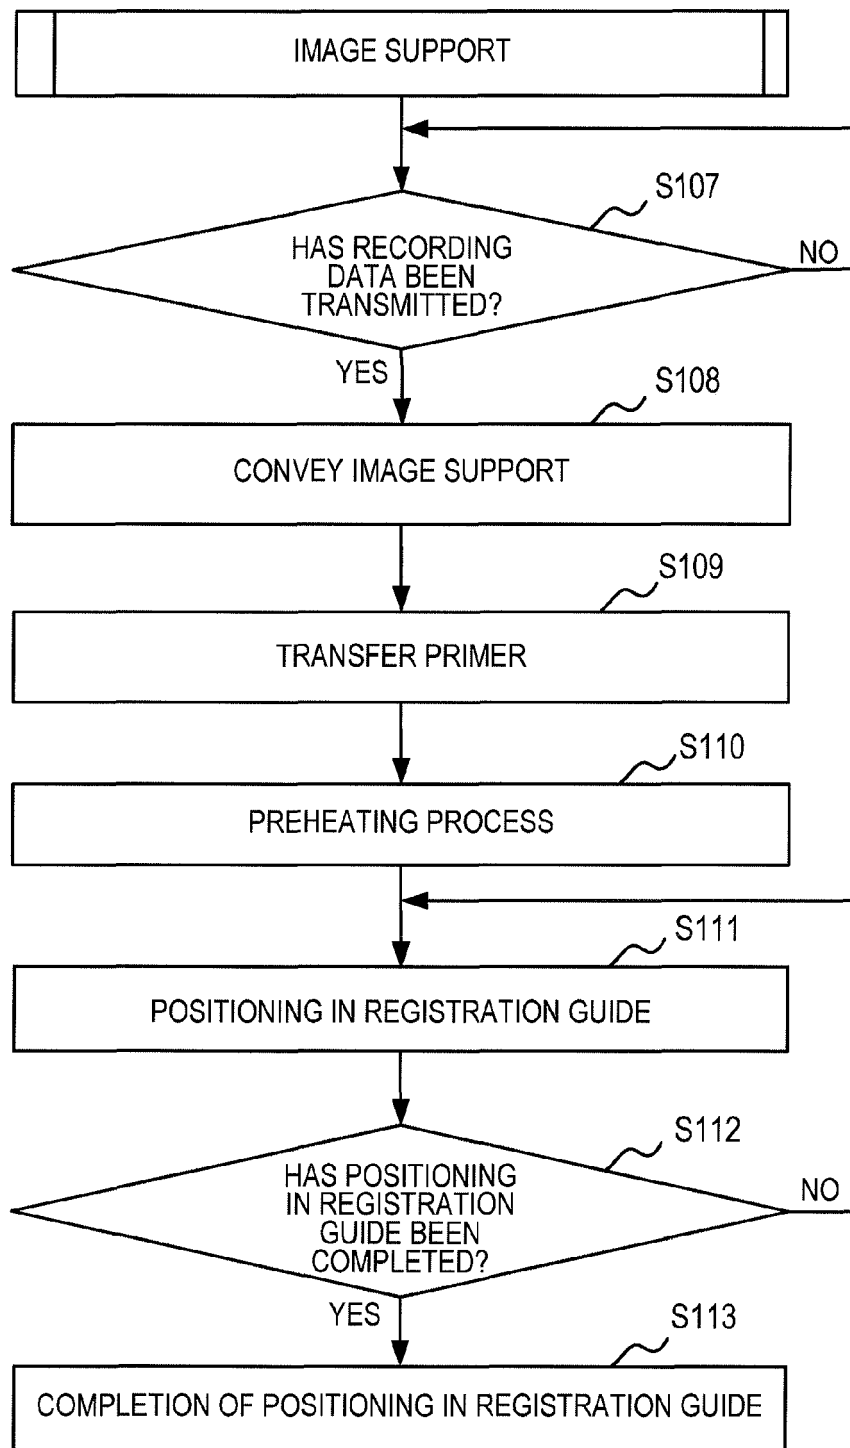 IMAGE SUPPORT
S107
HAS RECORDING
DATA BEEN
TRANSMITTED?
NO
YES
S108
CONVEY IMAGE SUPPORT
S109
TRANSFER PRIMER
S110
PREHEATING PROCESS
S111
POSITIONING IN REGISTRATION GUIDE
S112
HAS POSITIONING
IN REGISTRATION
GUIDE BEEN
COMPLETED?
NO
YES
S113
COMPLETION OF POSITIONING IN REGISTRATION GUIDE